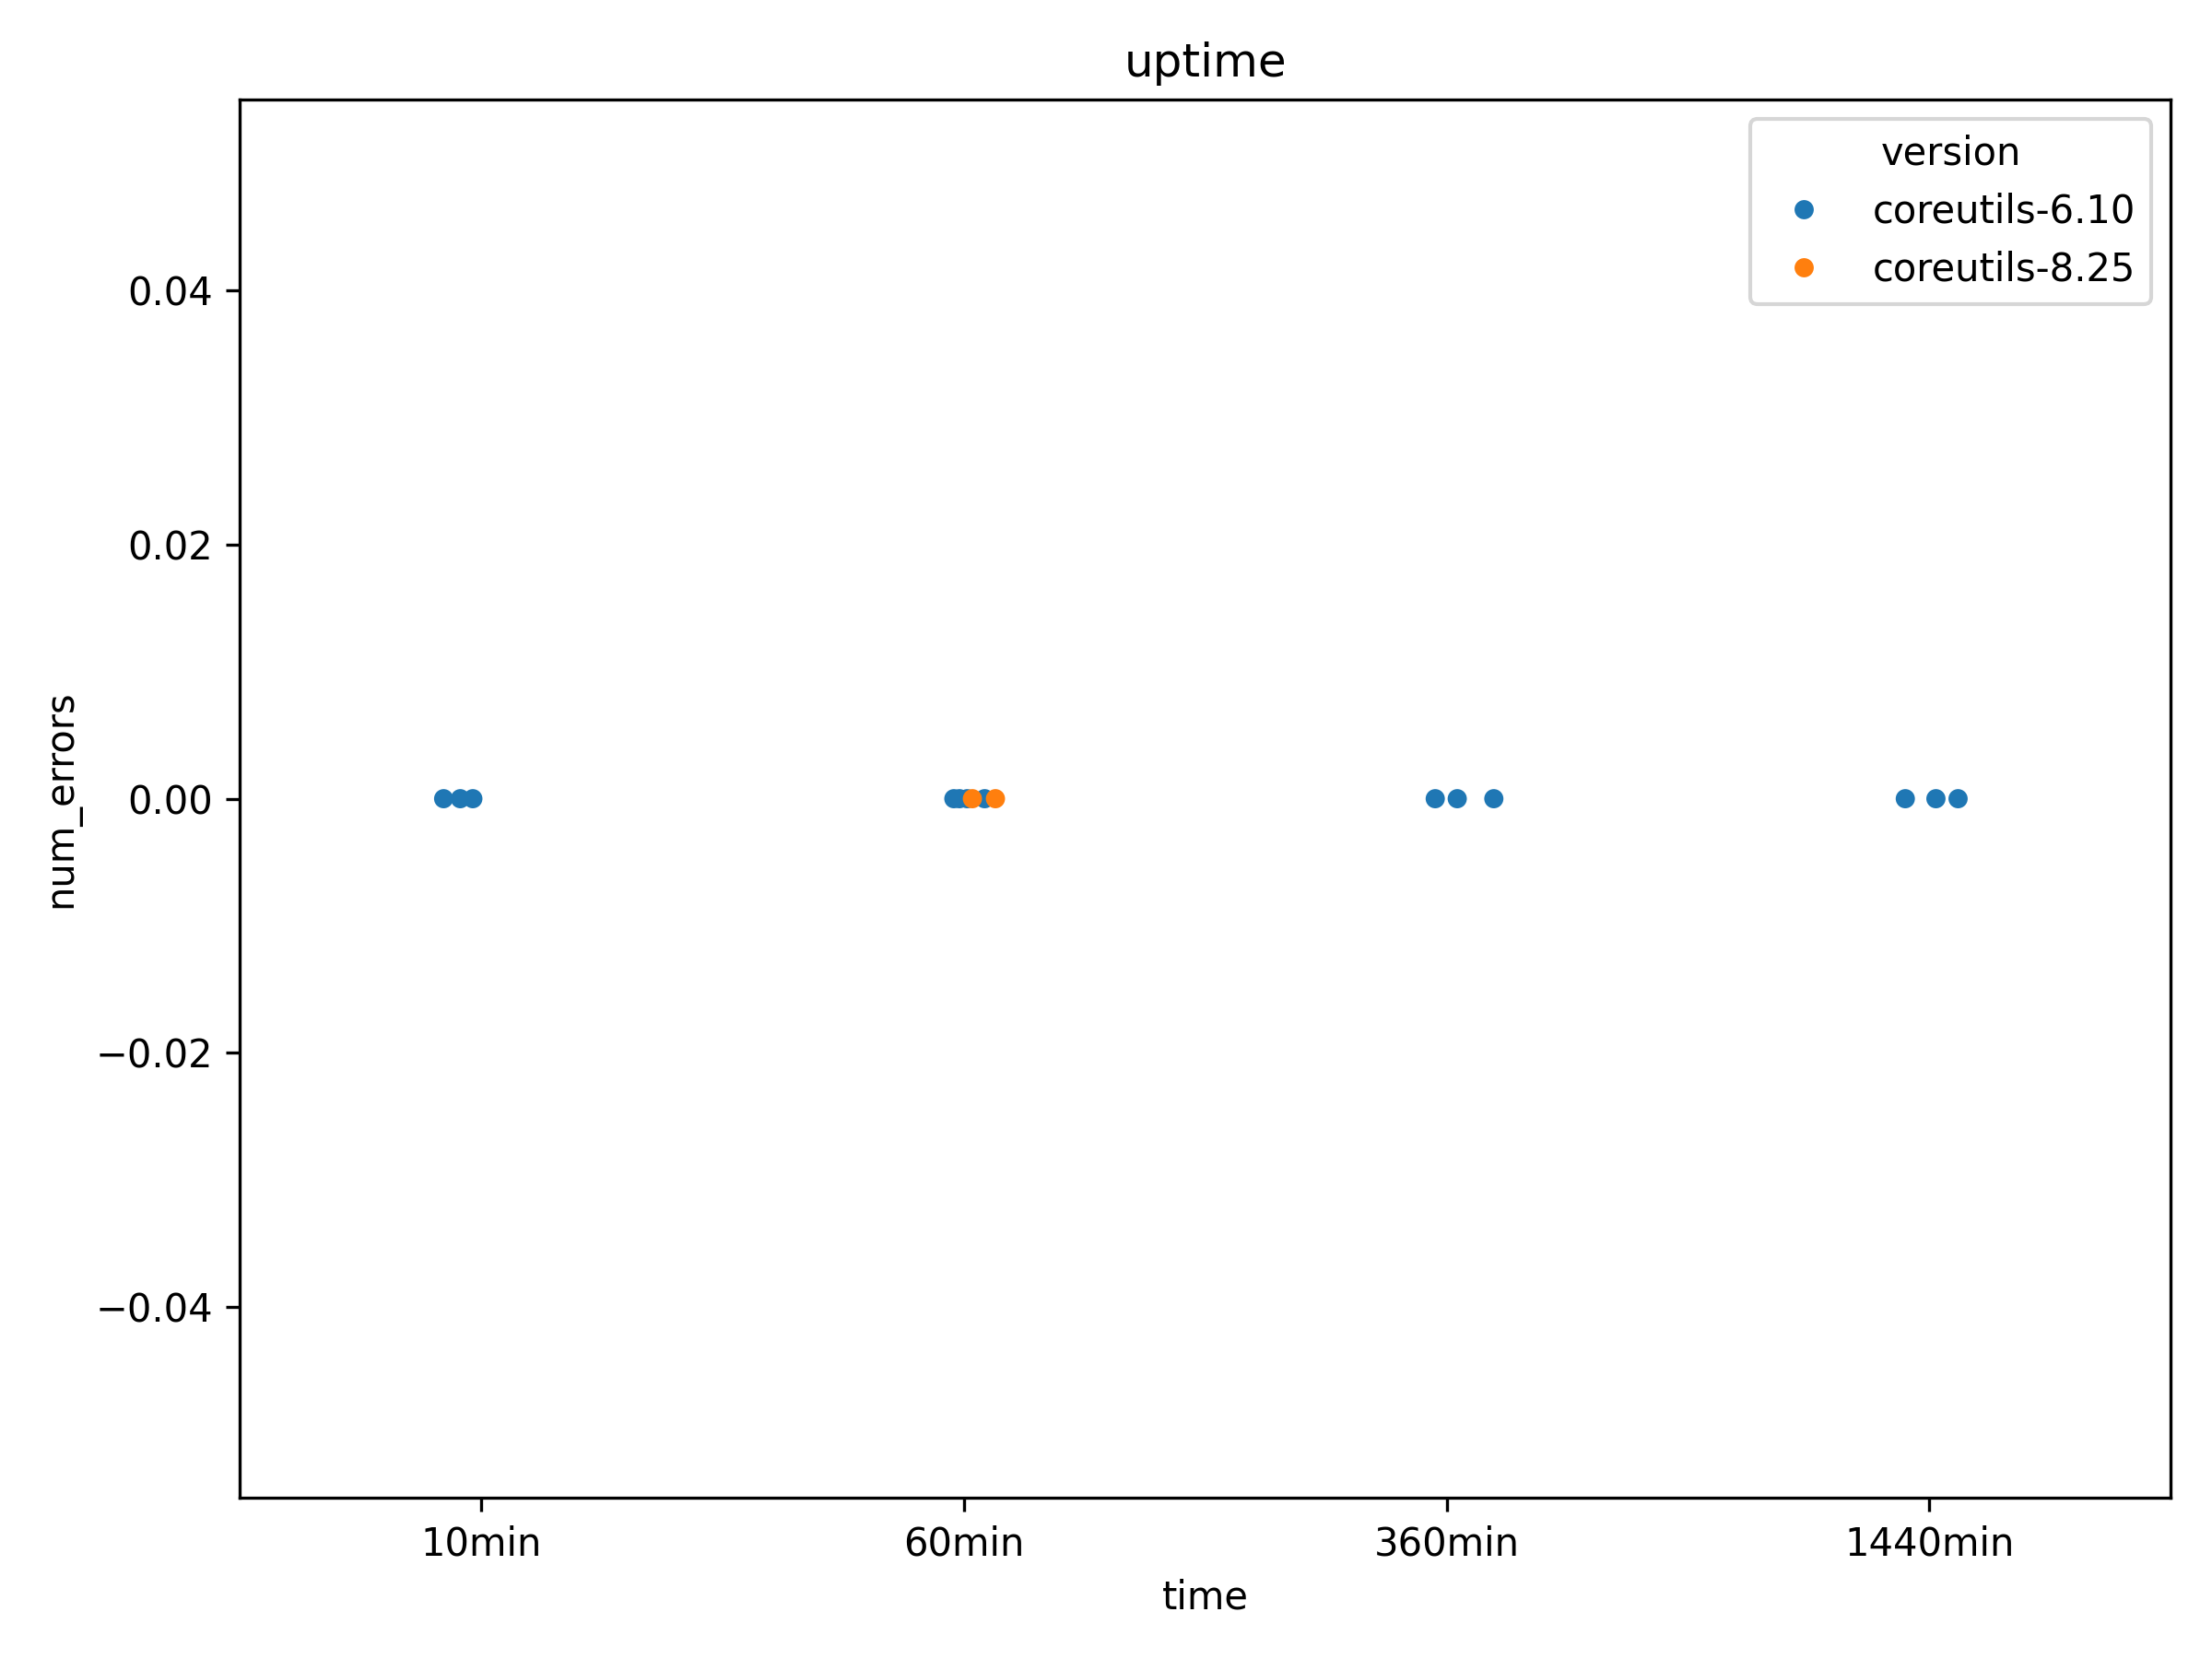 uptime
version
coreutils-6.10
coreutils-8.25
0.04
0.02
0.00
−0.02
−0.04
num_errors
10min 60min 360min 1440min
time